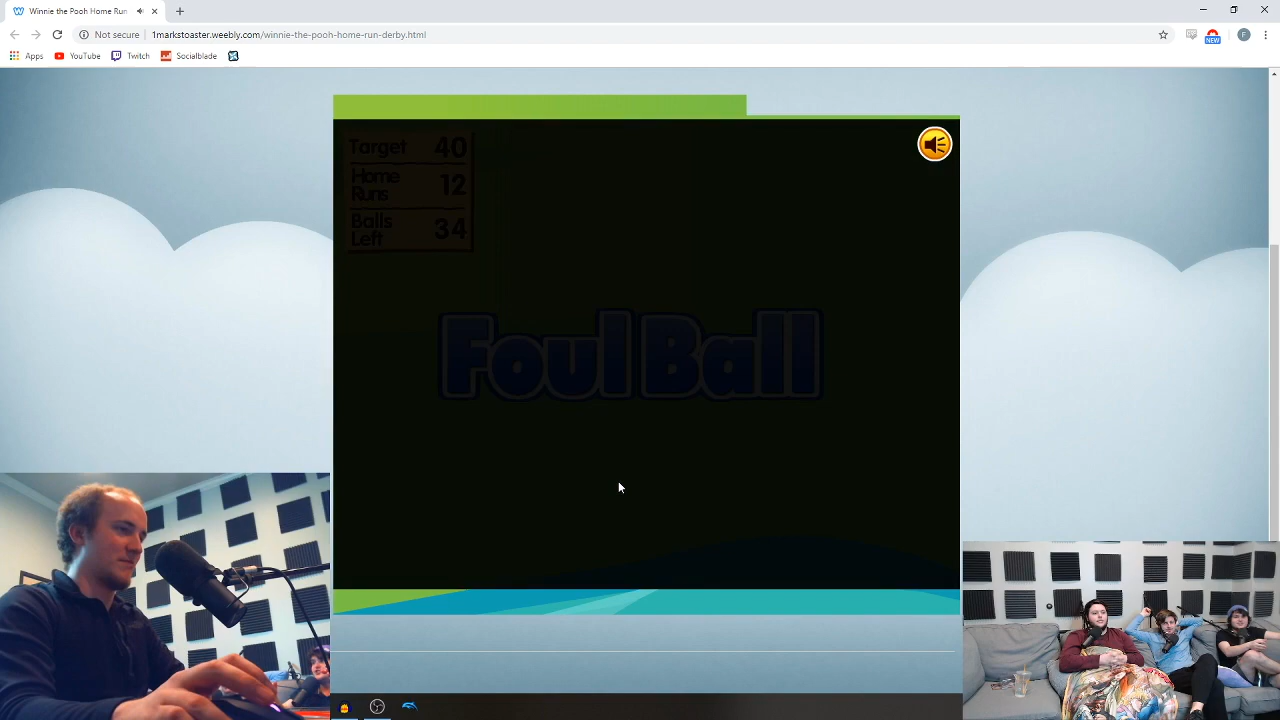 Winnie the Pooh Home Run
Not secure
1markstoaster.weebly.com/winnie-the-pooh-home-run-derby.html
NEW
F
Apps
YouTube
Twitch
Socialblade
Target 40
Home Runs 12
Balls Left 34
Foul Ball